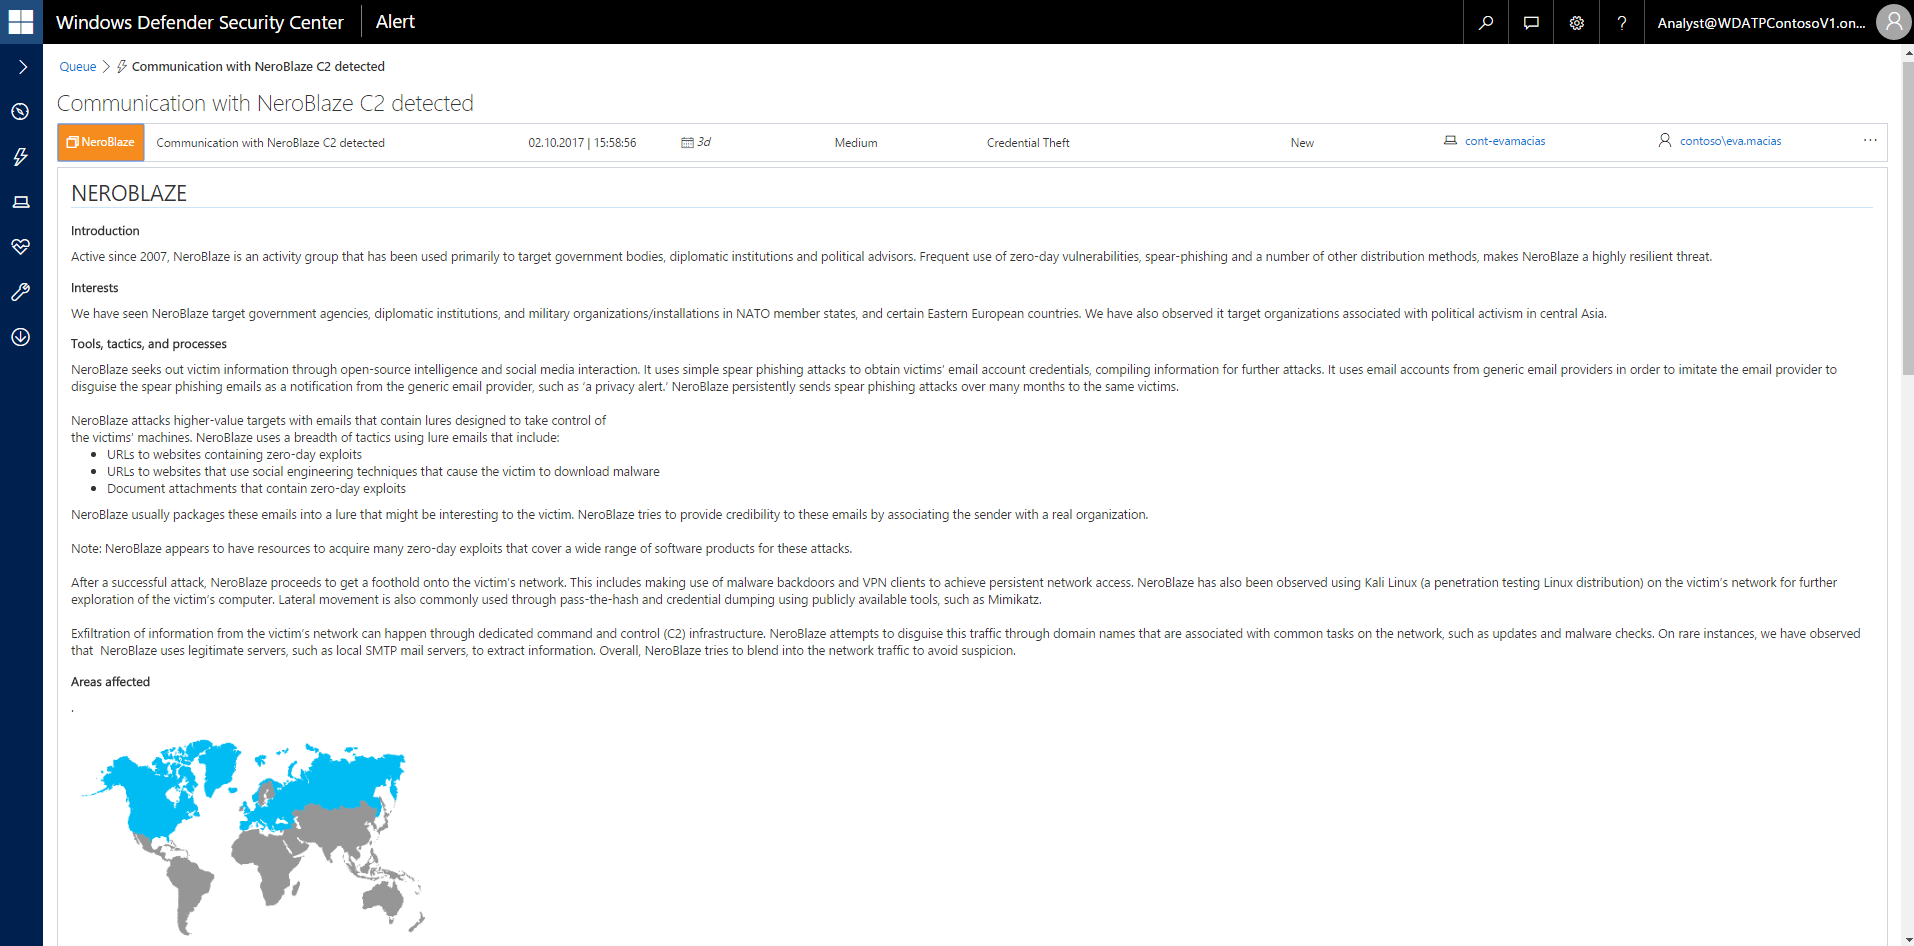 Windows Defender Security Center Alert ? Analyst@WDATPContosoV1.on...
Queue Communication with NeroBlaze C2 detected
Communication with NeroBlaze C2 detected
NeroBlaze Communication with NeroBlaze C2 detected 02.10.2017 | 15:58:56 3d Medium Credential Theft New cont-evamacias contoso\eva.macias ...
NEROBLAZE
Introduction
Active since 2007, NeroBlaze is an activity group that has been used primarily to target government bodies, diplomatic institutions and political advisors. Frequent use of zero-day vulnerabilities, spear-phishing and a number of other distribution methods, makes NeroBlaze a highly resilient threat.
Interests
We have seen NeroBlaze target government agencies, diplomatic institutions, and military organizations/installations in NATO member states, and certain Eastern European countries. We have also observed it target organizations associated with political activism in central Asia.
Tools, tactics, and processes
NeroBlaze seeks out victim information through open-source intelligence and social media interaction. It uses simple spear phishing attacks to obtain victims’ email account credentials, compiling information for further attacks. It uses email accounts from generic email providers in order to imitate the email provider to
disguise the spear phishing emails as a notification from the generic email provider, such as ‘a privacy alert.’ NeroBlaze persistently sends spear phishing attacks over many months to the same victims.
NeroBlaze attacks higher-value targets with emails that contain lures designed to take control of
the victims’ machines. NeroBlaze uses a breadth of tactics using lure emails that include:
• URLs to websites containing zero-day exploits
• URLs to websites that use social engineering techniques that cause the victim to download malware
• Document attachments that contain zero-day exploits
NeroBlaze usually packages these emails into a lure that might be interesting to the victim. NeroBlaze tries to provide credibility to these emails by associating the sender with a real organization.
Note: NeroBlaze appears to have resources to acquire many zero-day exploits that cover a wide range of software products for these attacks.
After a successful attack, NeroBlaze proceeds to get a foothold onto the victim’s network. This includes making use of malware backdoors and VPN clients to achieve persistent network access. NeroBlaze has also been observed using Kali Linux (a penetration testing Linux distribution) on the victim’s network for further
exploration of the victim’s computer. Lateral movement is also commonly used through pass-the-hash and credential dumping using publicly available tools, such as Mimikatz.
Exfiltration of information from the victim’s network can happen through dedicated command and control (C2) infrastructure. NeroBlaze attempts to disguise this traffic through domain names that are associated with common tasks on the network, such as updates and malware checks. On rare instances, we have observed
that NeroBlaze uses legitimate servers, such as local SMTP mail servers, to extract information. Overall, NeroBlaze tries to blend into the network traffic to avoid suspicion.
Areas affected
.